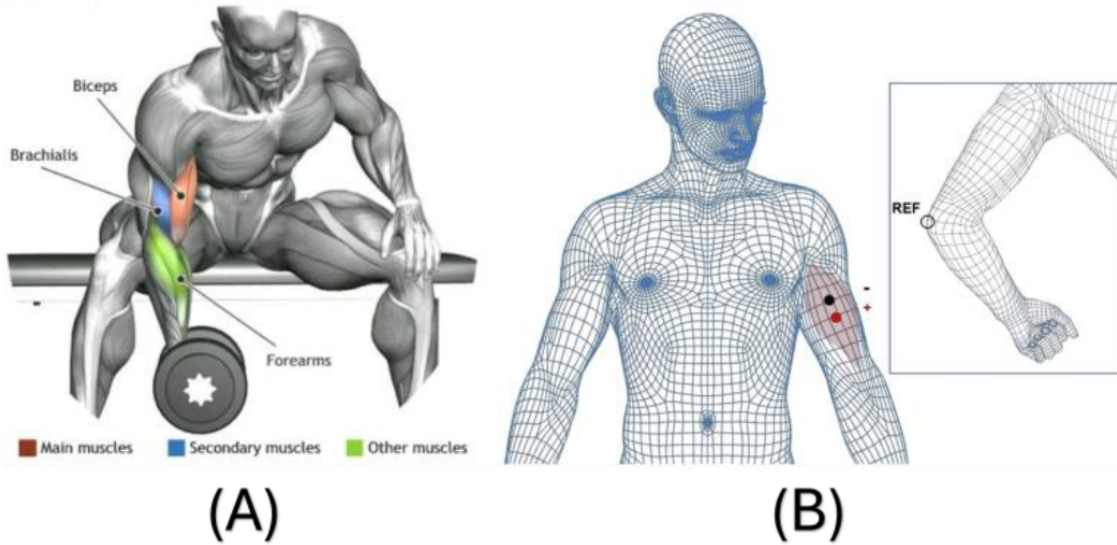 Biceps
Brachialis
Forearms
Main muscles Secondary muscles Other muscles
REF
-
+
(A) (B)